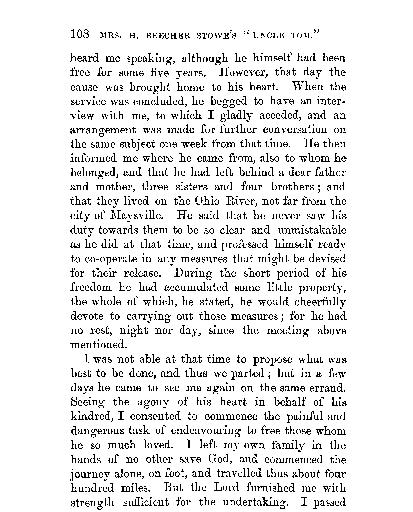 108 MRS. H. BEECHER STOWE'S "UNCLE TOM."
heard me speaking, although he himself had been
free for some five years. However, that day the
cause was brought home to his heart. When the
service was concluded, he begged to have an inter-
view with me, to which I gladly acceded, and an
arrangement was made for further conversation on
the same subject one week from that time. He then
informed me where he came from, also to whom he
belonged, and that he had left behind a dear father
and mother, three sisters and four brothers; and
that they lived on the Ohio River, not far from the
city of Maysville. He said that he never saw his
duty towards them to be so clear and unmistakable
as he did at that time, and professed himself ready
to co-operate in any measures that might be devised
for their release. During the short period of his
freedom he had accumulated some little property,
the whole of which, he stated, he would cheerfully
devote to carrying out those measures; for he had
no rest, night nor day, since the meeting above
mentioned.
I was not able at that time to propose what was
best to be done, and thus we parted; but in a few
days he came to see me again on the same errand.
Seeing the agony of his heart in behalf of his
kindred, I consented to commence the painful and
dangerous task of endeavouring to free those whom
he so much loved. I left my own family in the
hands of no other save God, and commenced the
journey alone, on foot, and travelled thus about four
hundred miles. But the Lord furnished me with
strength sufficient for the undertaking. I passed